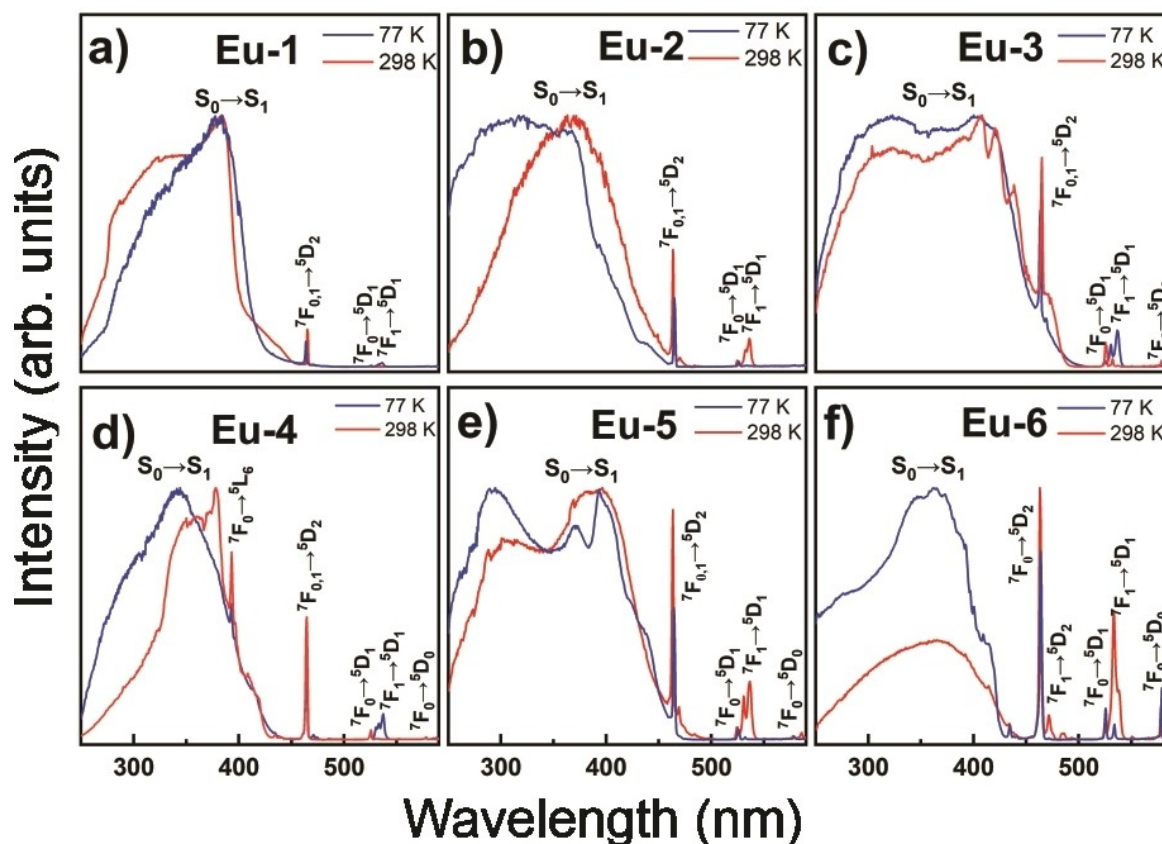 Intensity (arb. units)
a)
Eu-1
77 K
298 K
S₀→S₁
⁷F₀,₁→⁵D₂
⁷F₀→⁵D₁
⁷F₁→⁵D₁
b)
Eu-2
77 K
298 K
S₀→S₁
⁷F₀,₁→⁵D₂
⁷F₀→⁵D₁
⁷F₁→⁵D₁
c)
Eu-3
77 K
298 K
S₀→S₁
⁷F₀,₁→⁵D₂
⁷F₀→⁵D₁
⁷F₁→⁵D₁
d)
Eu-4
77 K
298 K
S₀→S₁
⁷F₀→⁵L₆
⁷F₀,₁→⁵D₂
⁷F₀→⁵D₁
⁷F₁→⁵D₁
⁷F₀→⁵D₀
e)
Eu-5
77 K
298 K
S₀→S₁
⁷F₀,₁→⁵D₂
⁷F₀→⁵D₁
⁷F₁→⁵D₁
⁷F₀→⁵D₀
f)
Eu-6
77 K
298 K
S₀→S₁
⁷F₀→⁵D₂
⁷F₁→⁵D₂
⁷F₀→⁵D₁
⁷F₁→⁵D₁
⁷F₀→⁵D₀
300 400 500 300 400 500 300 400 500
Wavelength (nm)